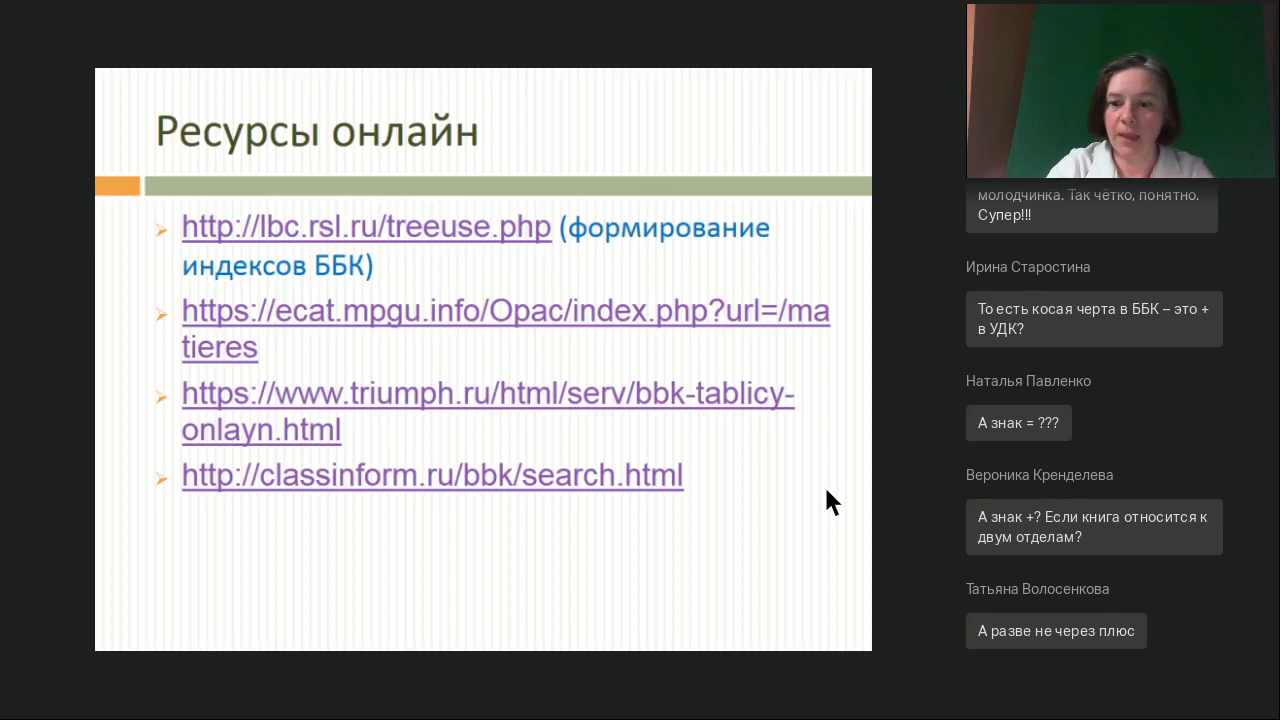 Ресурсы онлайн
http://lbc.rsl.ru/treeuse.php (формирование
индексов ББК)
https://ecat.mpgu.info/Opac/index.php?url=/ma
tieres
https://www.triumph.ru/html/serv/bbk-tablicy-
onlayn.html
http://classinform.ru/bbk/search.html
молодчинка. Так чётко, понятно.
Супер!!!
Ирина Старостина
То есть косая черта в ББК – это +
в УДК?
Наталья Павленко
А знак = ???
Вероника Кренделева
А знак +? Если книга относится к
двум отделам?
Татьяна Волосенкова
А разве не через плюс